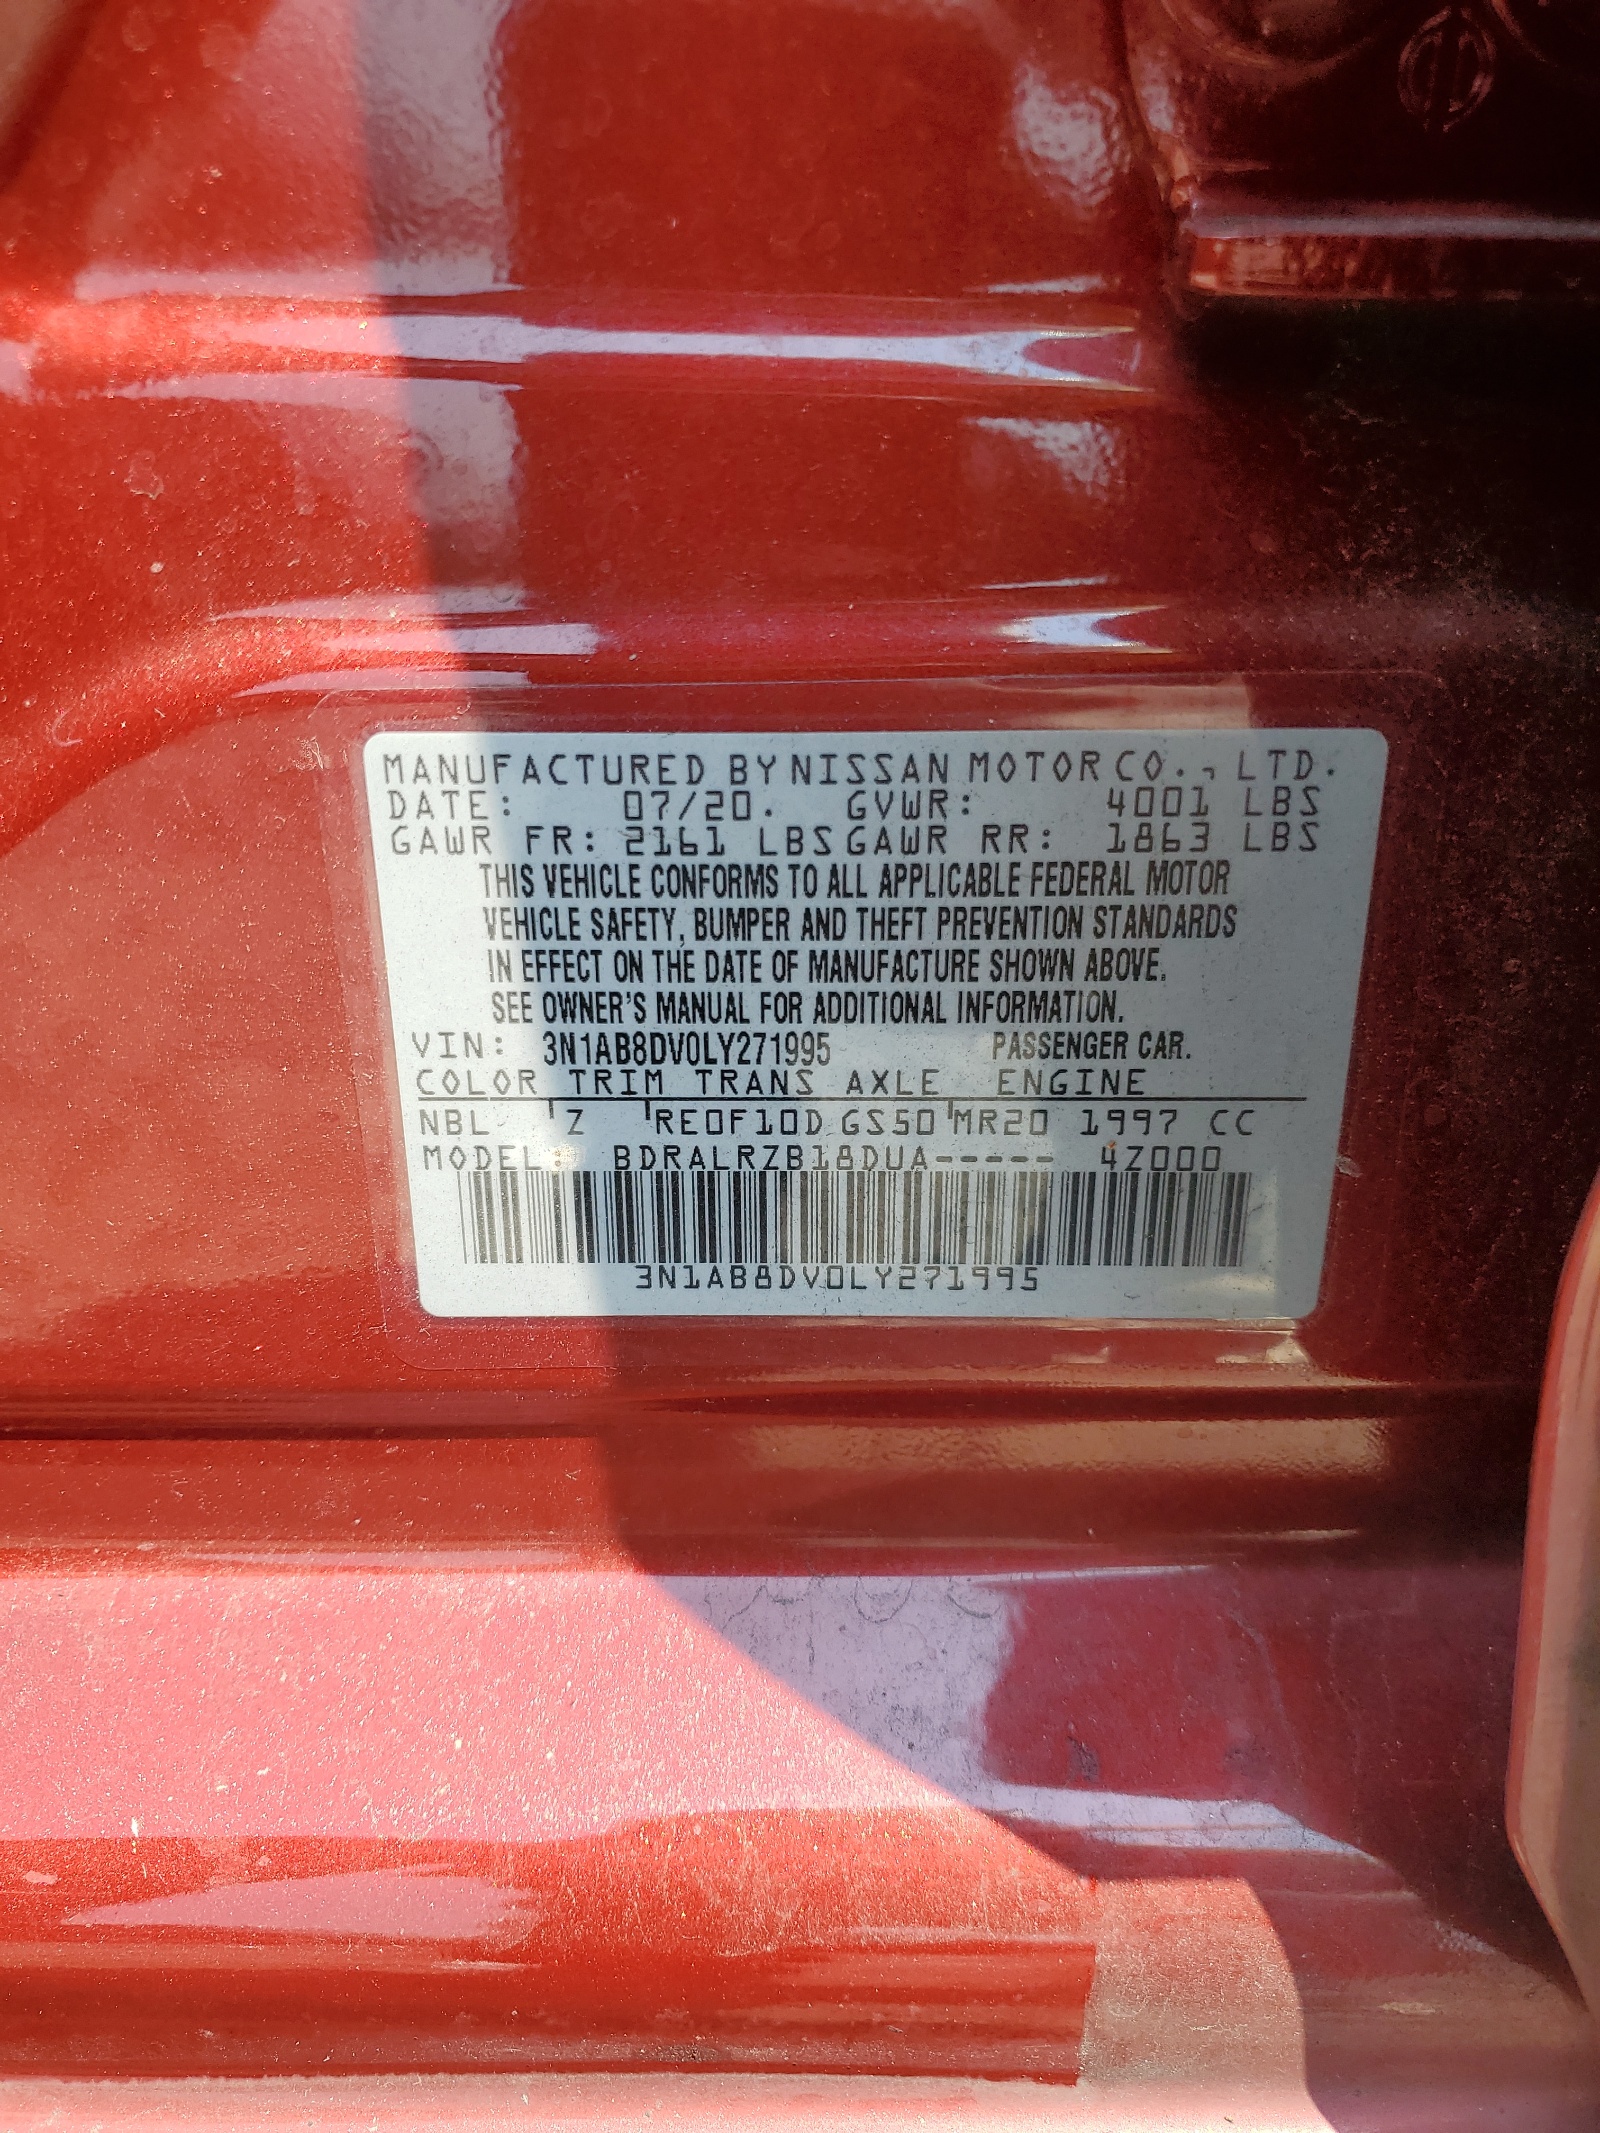 MANUFACTURED BY NISSAN MOTOR CO., LTD.
DATE: 07/20. GVWR: 4001 LBS
GAWR FR: 2161 LBS GAWR RR: 1863 LBS
THIS VEHICLE CONFORMS TO ALL APPLICABLE FEDERAL MOTOR
VEHICLE SAFETY, BUMPER AND THEFT PREVENTION STANDARDS
IN EFFECT ON THE DATE OF MANUFACTURE SHOWN ABOVE.
SEE OWNER'S MANUAL FOR ADDITIONAL INFORMATION.
VIN: 3N1AB8DV0LY271995 PASSENGER CAR.
COLOR TRIM TRANS AXLE ENGINE
NBL Z RE0F10D GS50 MR20 1997 CC
MODEL: BDRALRZB18DUA----- 4Z000
3N1AB8DV0LY271995